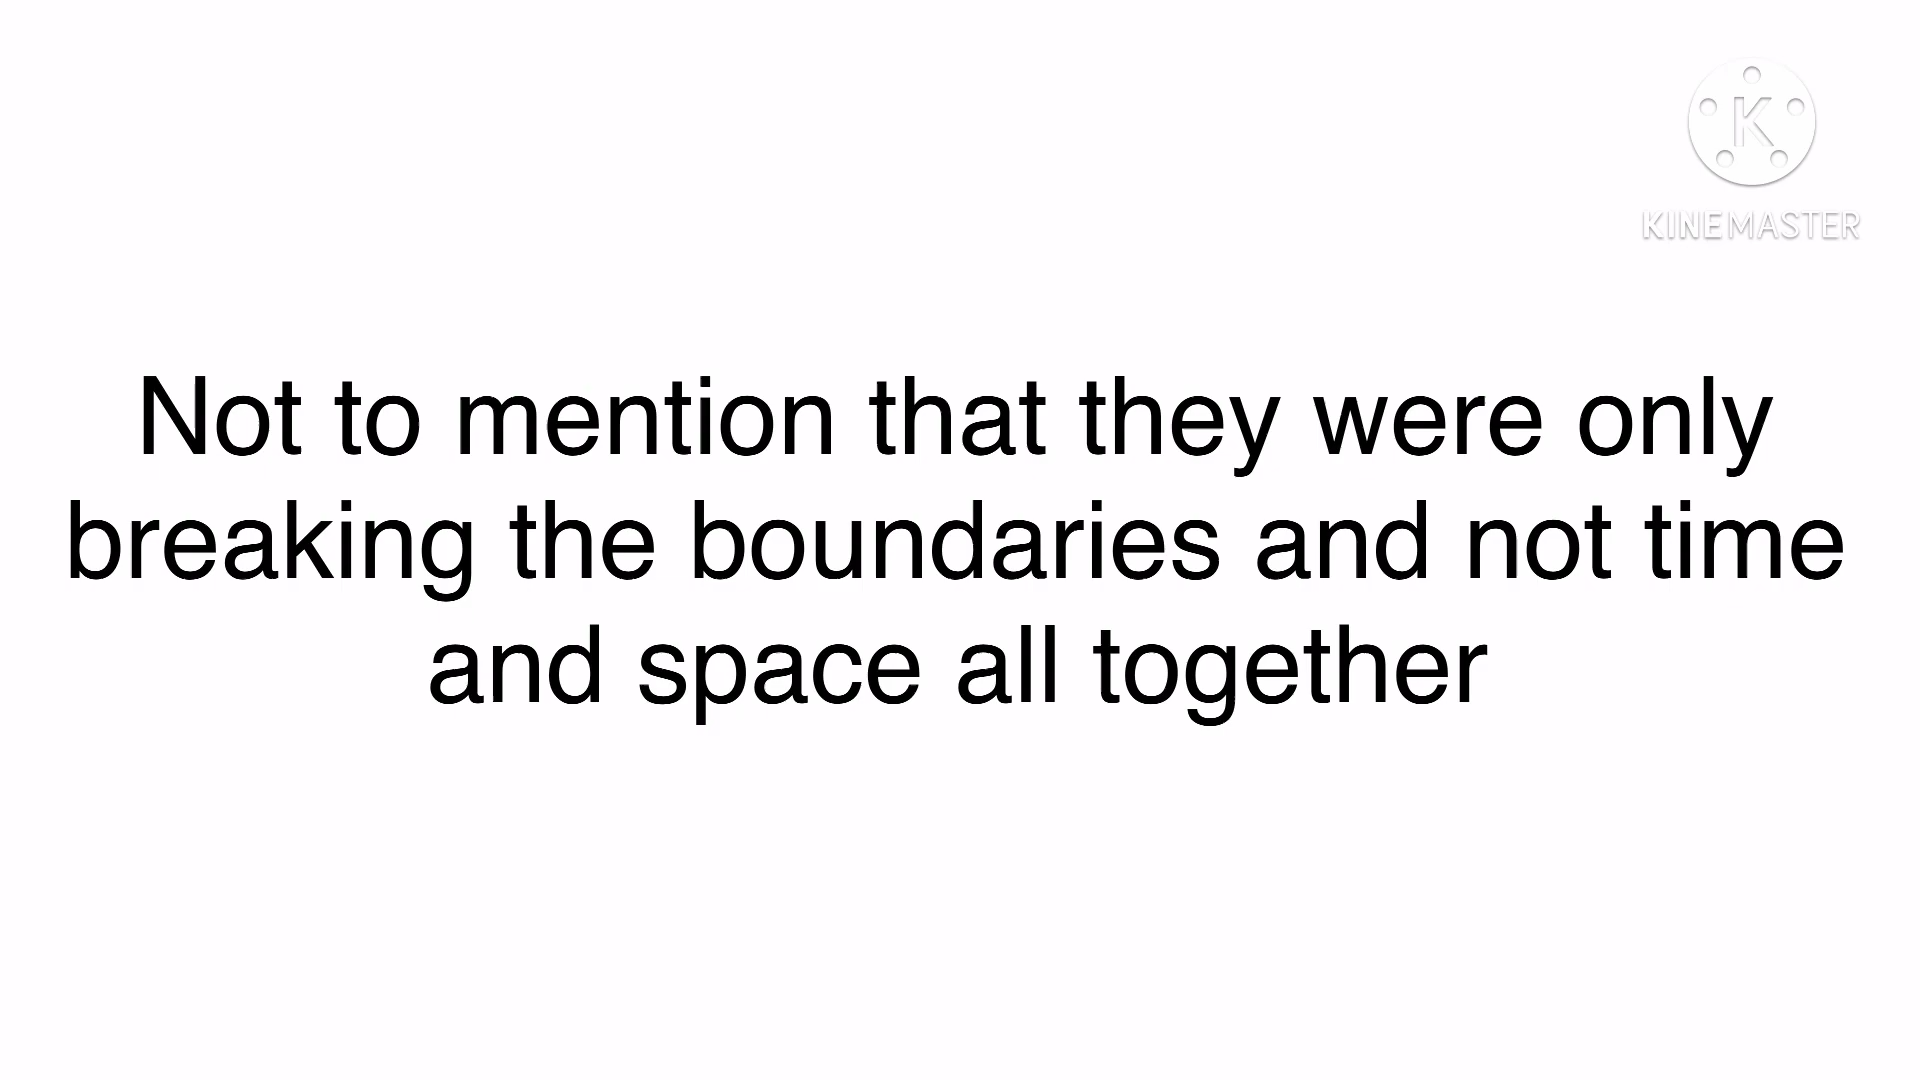 K
KINEMASTER
Not to mention that they were only
breaking the boundaries and not time
and space all together